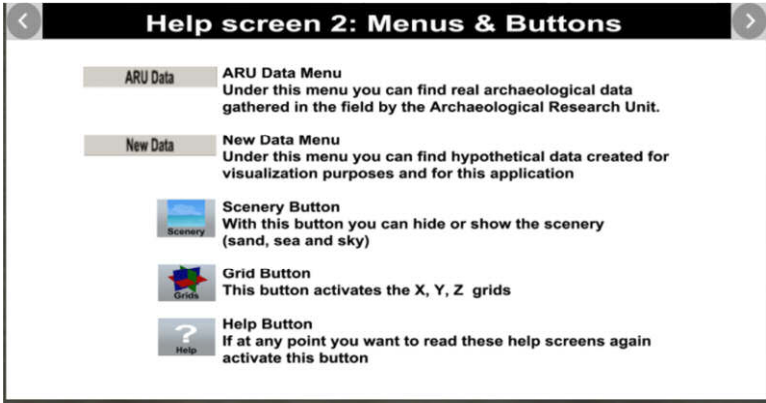 Help screen 2: Menus & Buttons
ARU Data
ARU Data Menu
Under this menu you can find real archaeological data
gathered in the field by the Archaeological Research Unit.
New Data
New Data Menu
Under this menu you can find hypothetical data created for
visualization purposes and for this application
Scenery
Scenery Button
With this button you can hide or show the scenery
(sand, sea and sky)
Grids
Grid Button
This button activates the X, Y, Z grids
?
Help
Help Button
If at any point you want to read these help screens again
activate this button